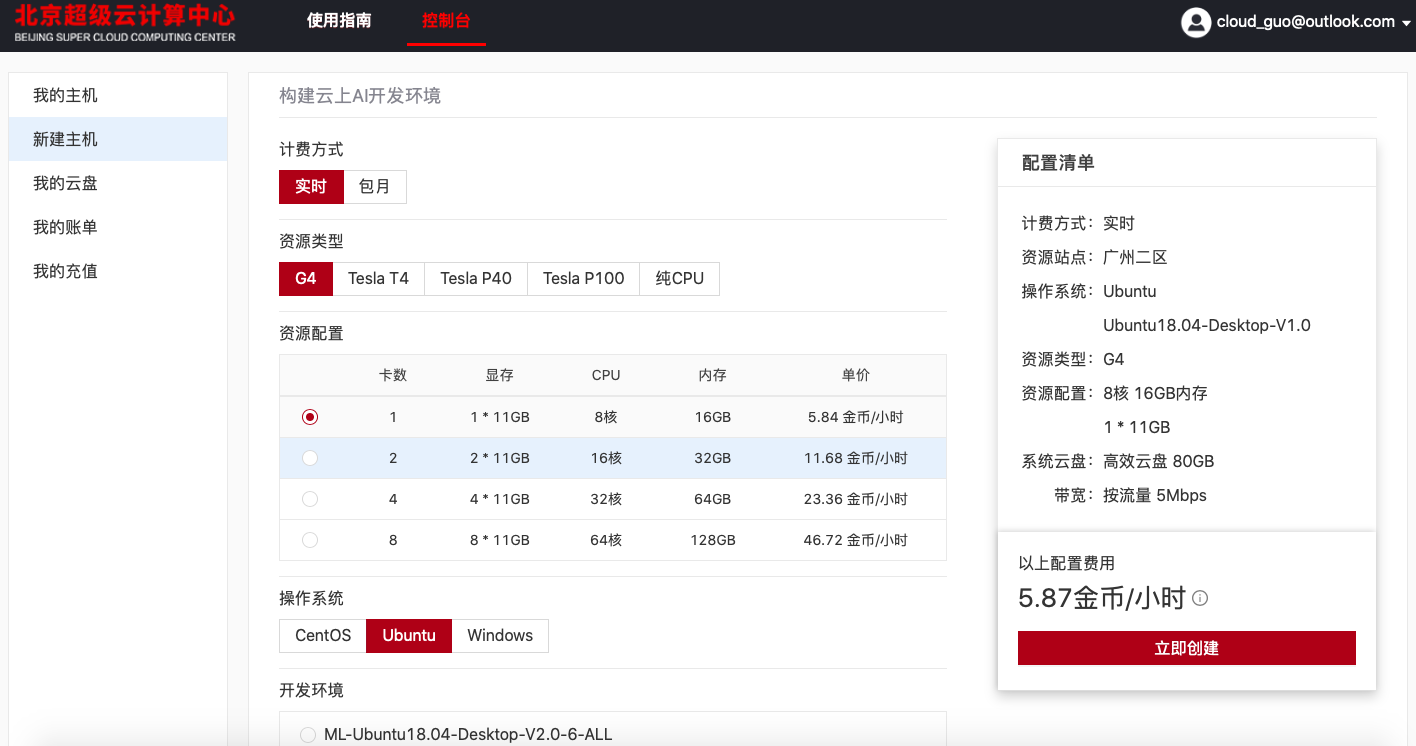 北京超级云计算中心
BEIJING SUPER CLOUD COMPUTING CENTER
使用指南 控制台 cloud_guo@outlook.com
我的主机
新建主机
我的云盘
我的账单
我的充值
构建云上AI开发环境
计费方式
实时 包月
资源类型
G4 Tesla T4 Tesla P40 Tesla P100 纯CPU
资源配置
卡数 显存 CPU 内存 单价
1 1 * 11GB 8核 16GB 5.84 金币/小时
2 2 * 11GB 16核 32GB 11.68 金币/小时
4 4 * 11GB 32核 64GB 23.36 金币/小时
8 8 * 11GB 64核 128GB 46.72 金币/小时
操作系统
CentOS Ubuntu Windows
开发环境
ML-Ubuntu18.04-Desktop-V2.0-6-ALL
配置清单
计费方式：实时
资源站点：广州二区
操作系统：Ubuntu
Ubuntu18.04-Desktop-V1.0
资源类型：G4
资源配置：8核 16GB内存
1 * 11GB
系统云盘：高效云盘 80GB
带宽：按流量 5Mbps
以上配置费用
5.87金币/小时
立即创建